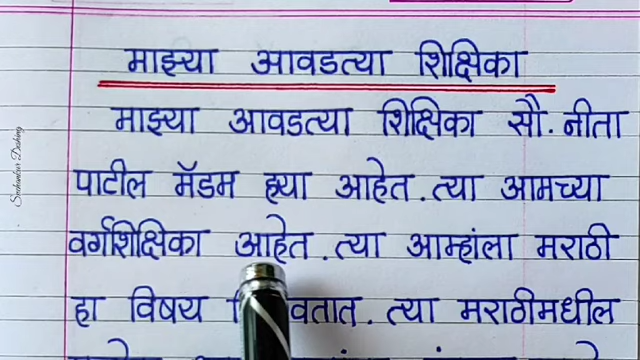 माझ्या आवडत्या शिक्षिका
माझ्या आवडत्या शिक्षिका सौ. नीता
पाटील मॅडम ह्या आहेत. त्या आमच्या
वर्गशिक्षिका आहेत. त्या आम्हांला मराठी
हा विषय वतात. त्या मराठीमधील